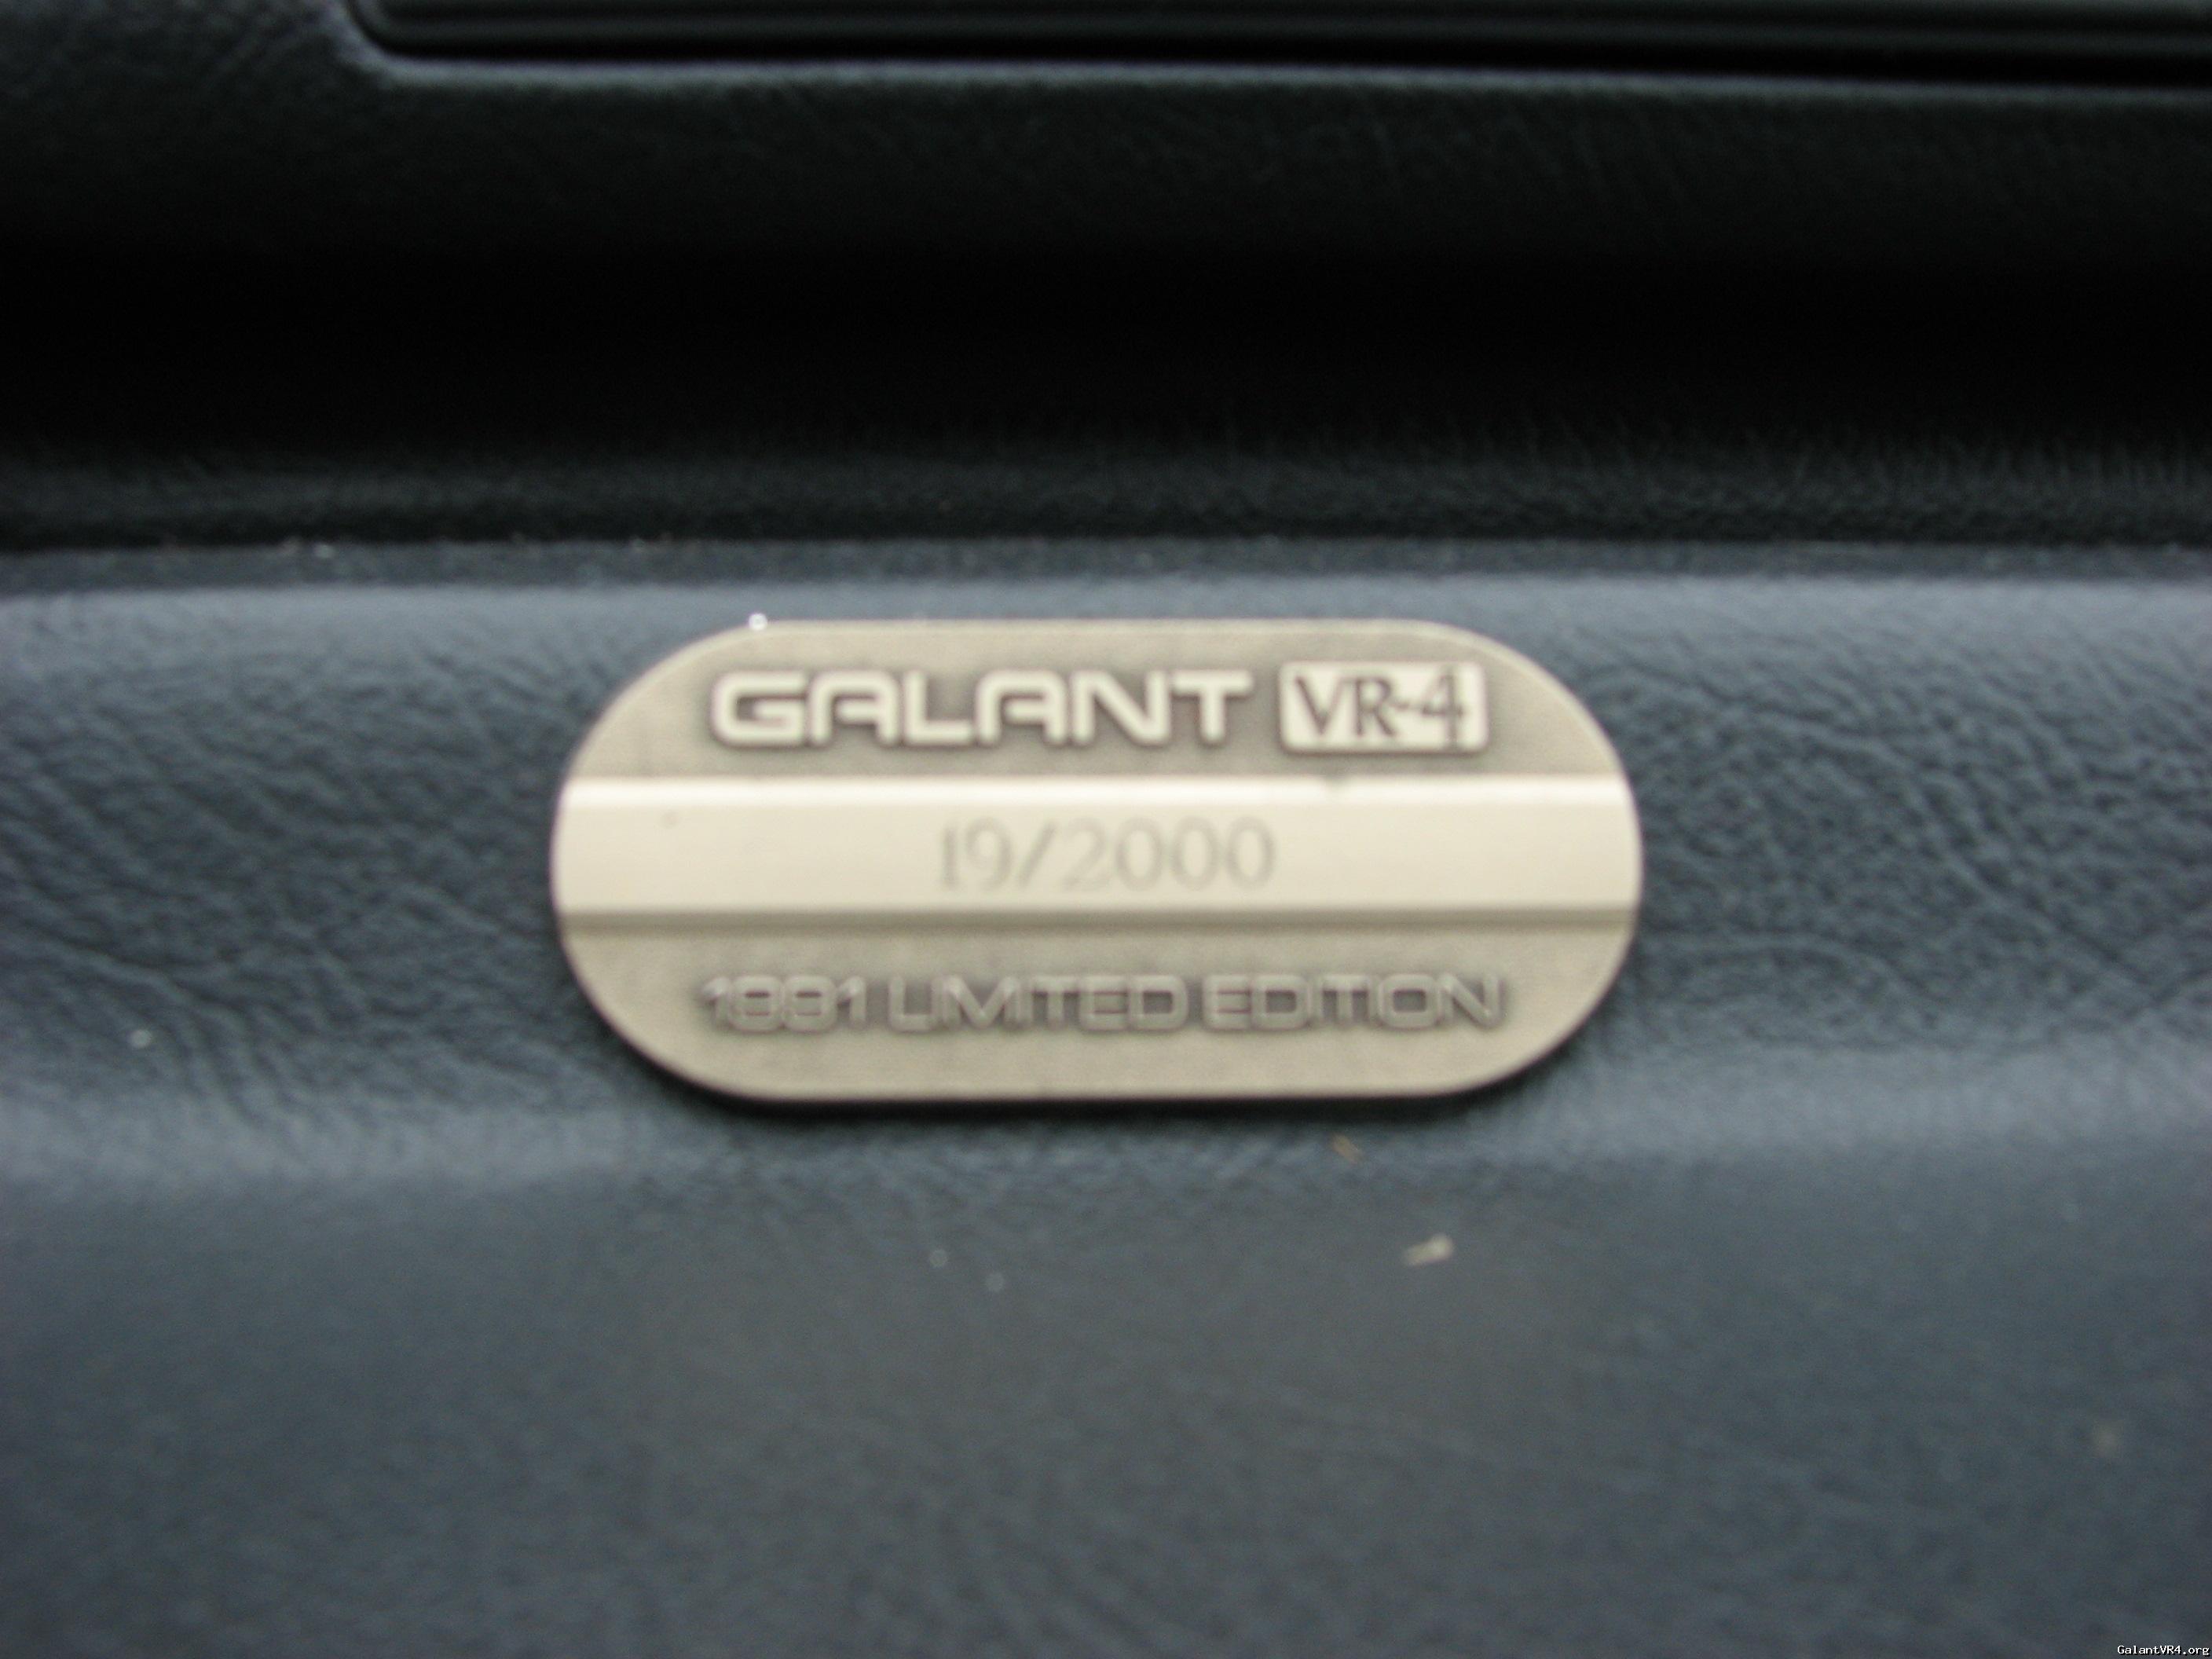 GALANT VR-4
19/2000
1991 LIMITED EDITION
GalantVR4.org